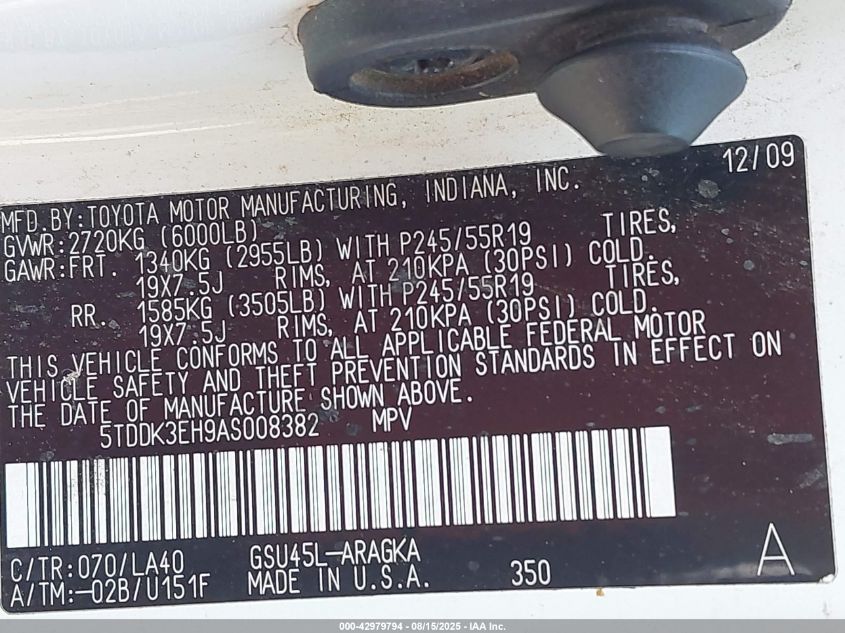 12/09
MFD.BY:TOYOTA MOTOR MANUFACTURING, INDIANA, INC.
GVWR:2720KG (6000LB)
GAWR:FRT. 1340KG (2955LB) WITH P245/55R19 TIRES,
19X7.5J RIMS, AT 210KPA (30PSI) COLD.
RR. 1585KG (3505LB) WITH P245/55R19 TIRES,
19X7.5J RIMS, AT 210KPA (30PSI) COLD.
THIS VEHICLE CONFORMS TO ALL APPLICABLE FEDERAL MOTOR
VEHICLE SAFETY AND THEFT PREVENTION STANDARDS IN EFFECT ON
THE DATE OF MANUFACTURE SHOWN ABOVE.
5TDDK3EH9AS008382 MPV
C/TR:070/LA40 GSU45L-ARAGKA
A/TM:-02B/U151F MADE IN U.S.A. 350 A
000-42979794 - 08/15/2025 - IAA Inc.